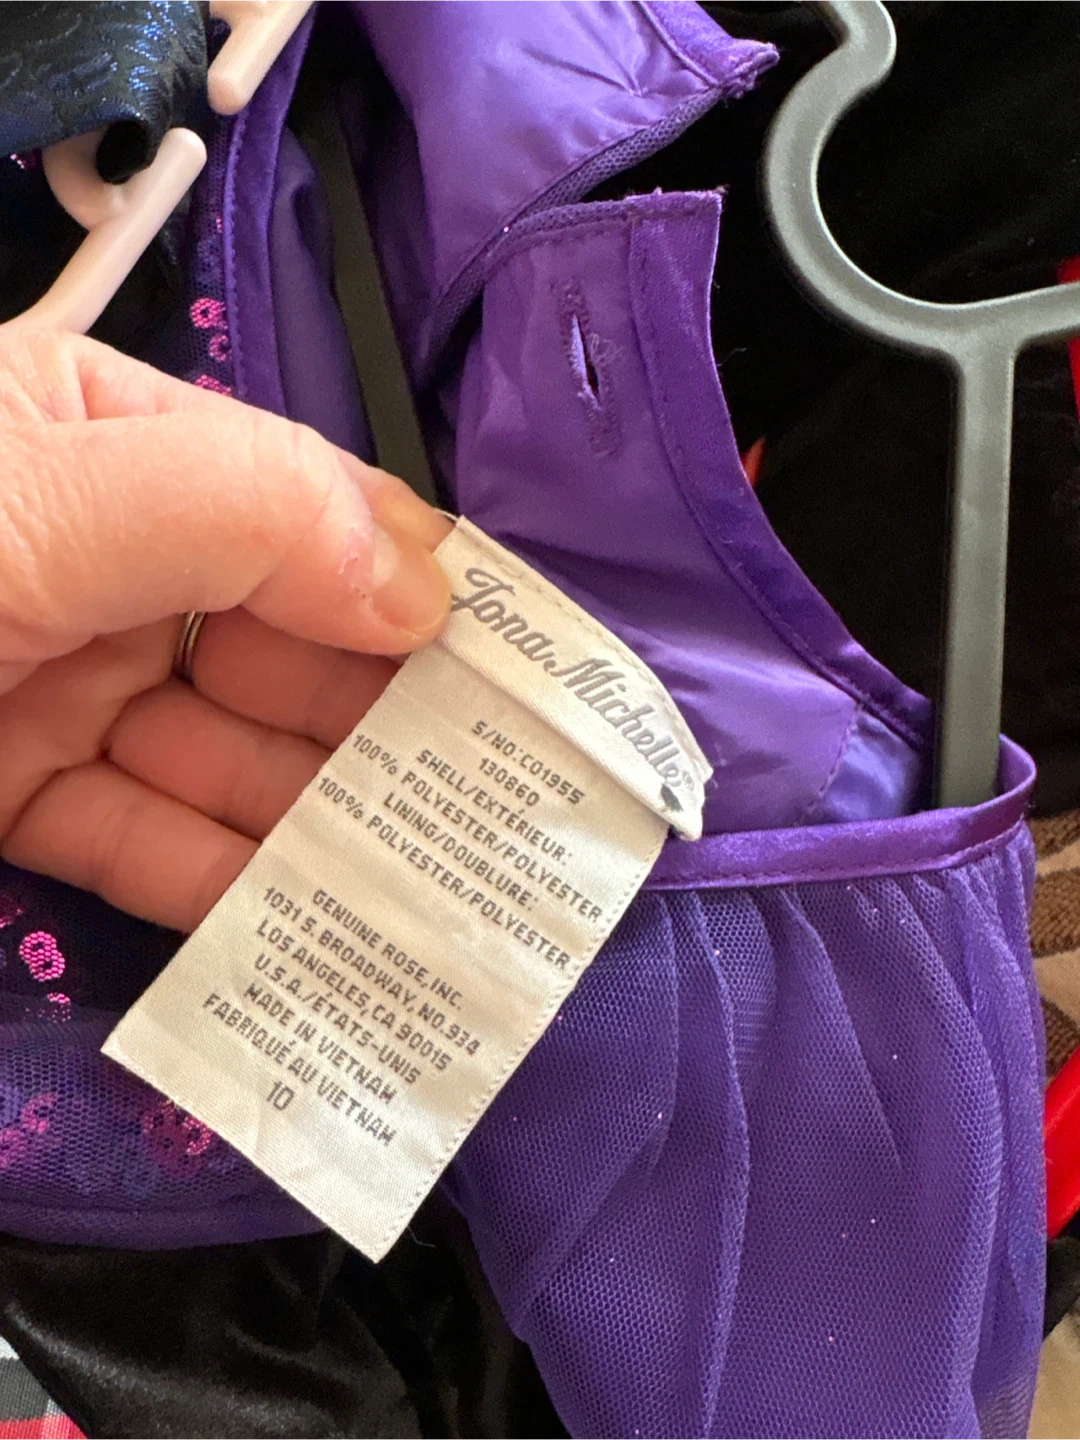 Jona Michelle
S/NO:CO1955
130860
SHELL/EXTÉRIEUR:
100% POLYESTER/POLYESTER
LINING/DOUBLURE:
100% POLYESTER/POLYESTER
GENUINE ROSE,INC.
1031 S. BROADWAY, NO.934
LOS ANGELES,CA 90015
U.S.A./ÉTATS-UNIS
MADE IN VIETNAM
FABRIQUÉ AU VIETNAM
10